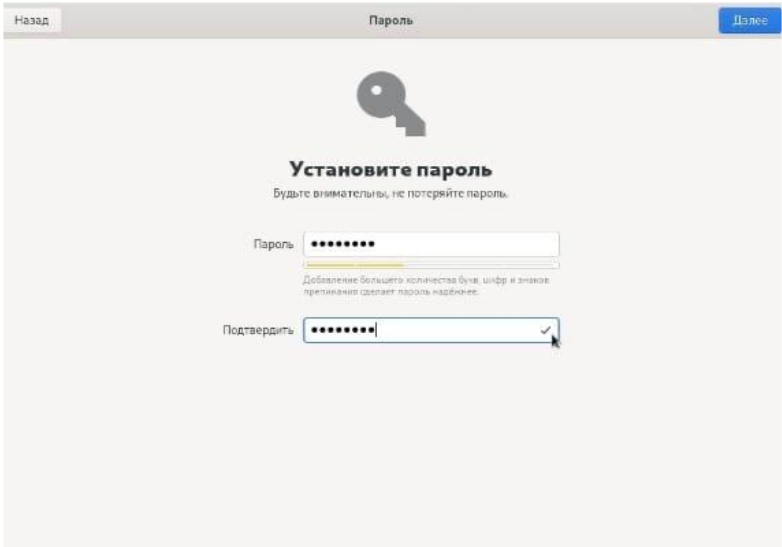 Назад
Пароль
Далее
Установите пароль
Будьте внимательны, не потеряйте пароль.
Пароль ••••••••
Добавление большего количества букв, цифр и знаков
препинания сделает пароль надёжнее.
Подтвердить ••••••••